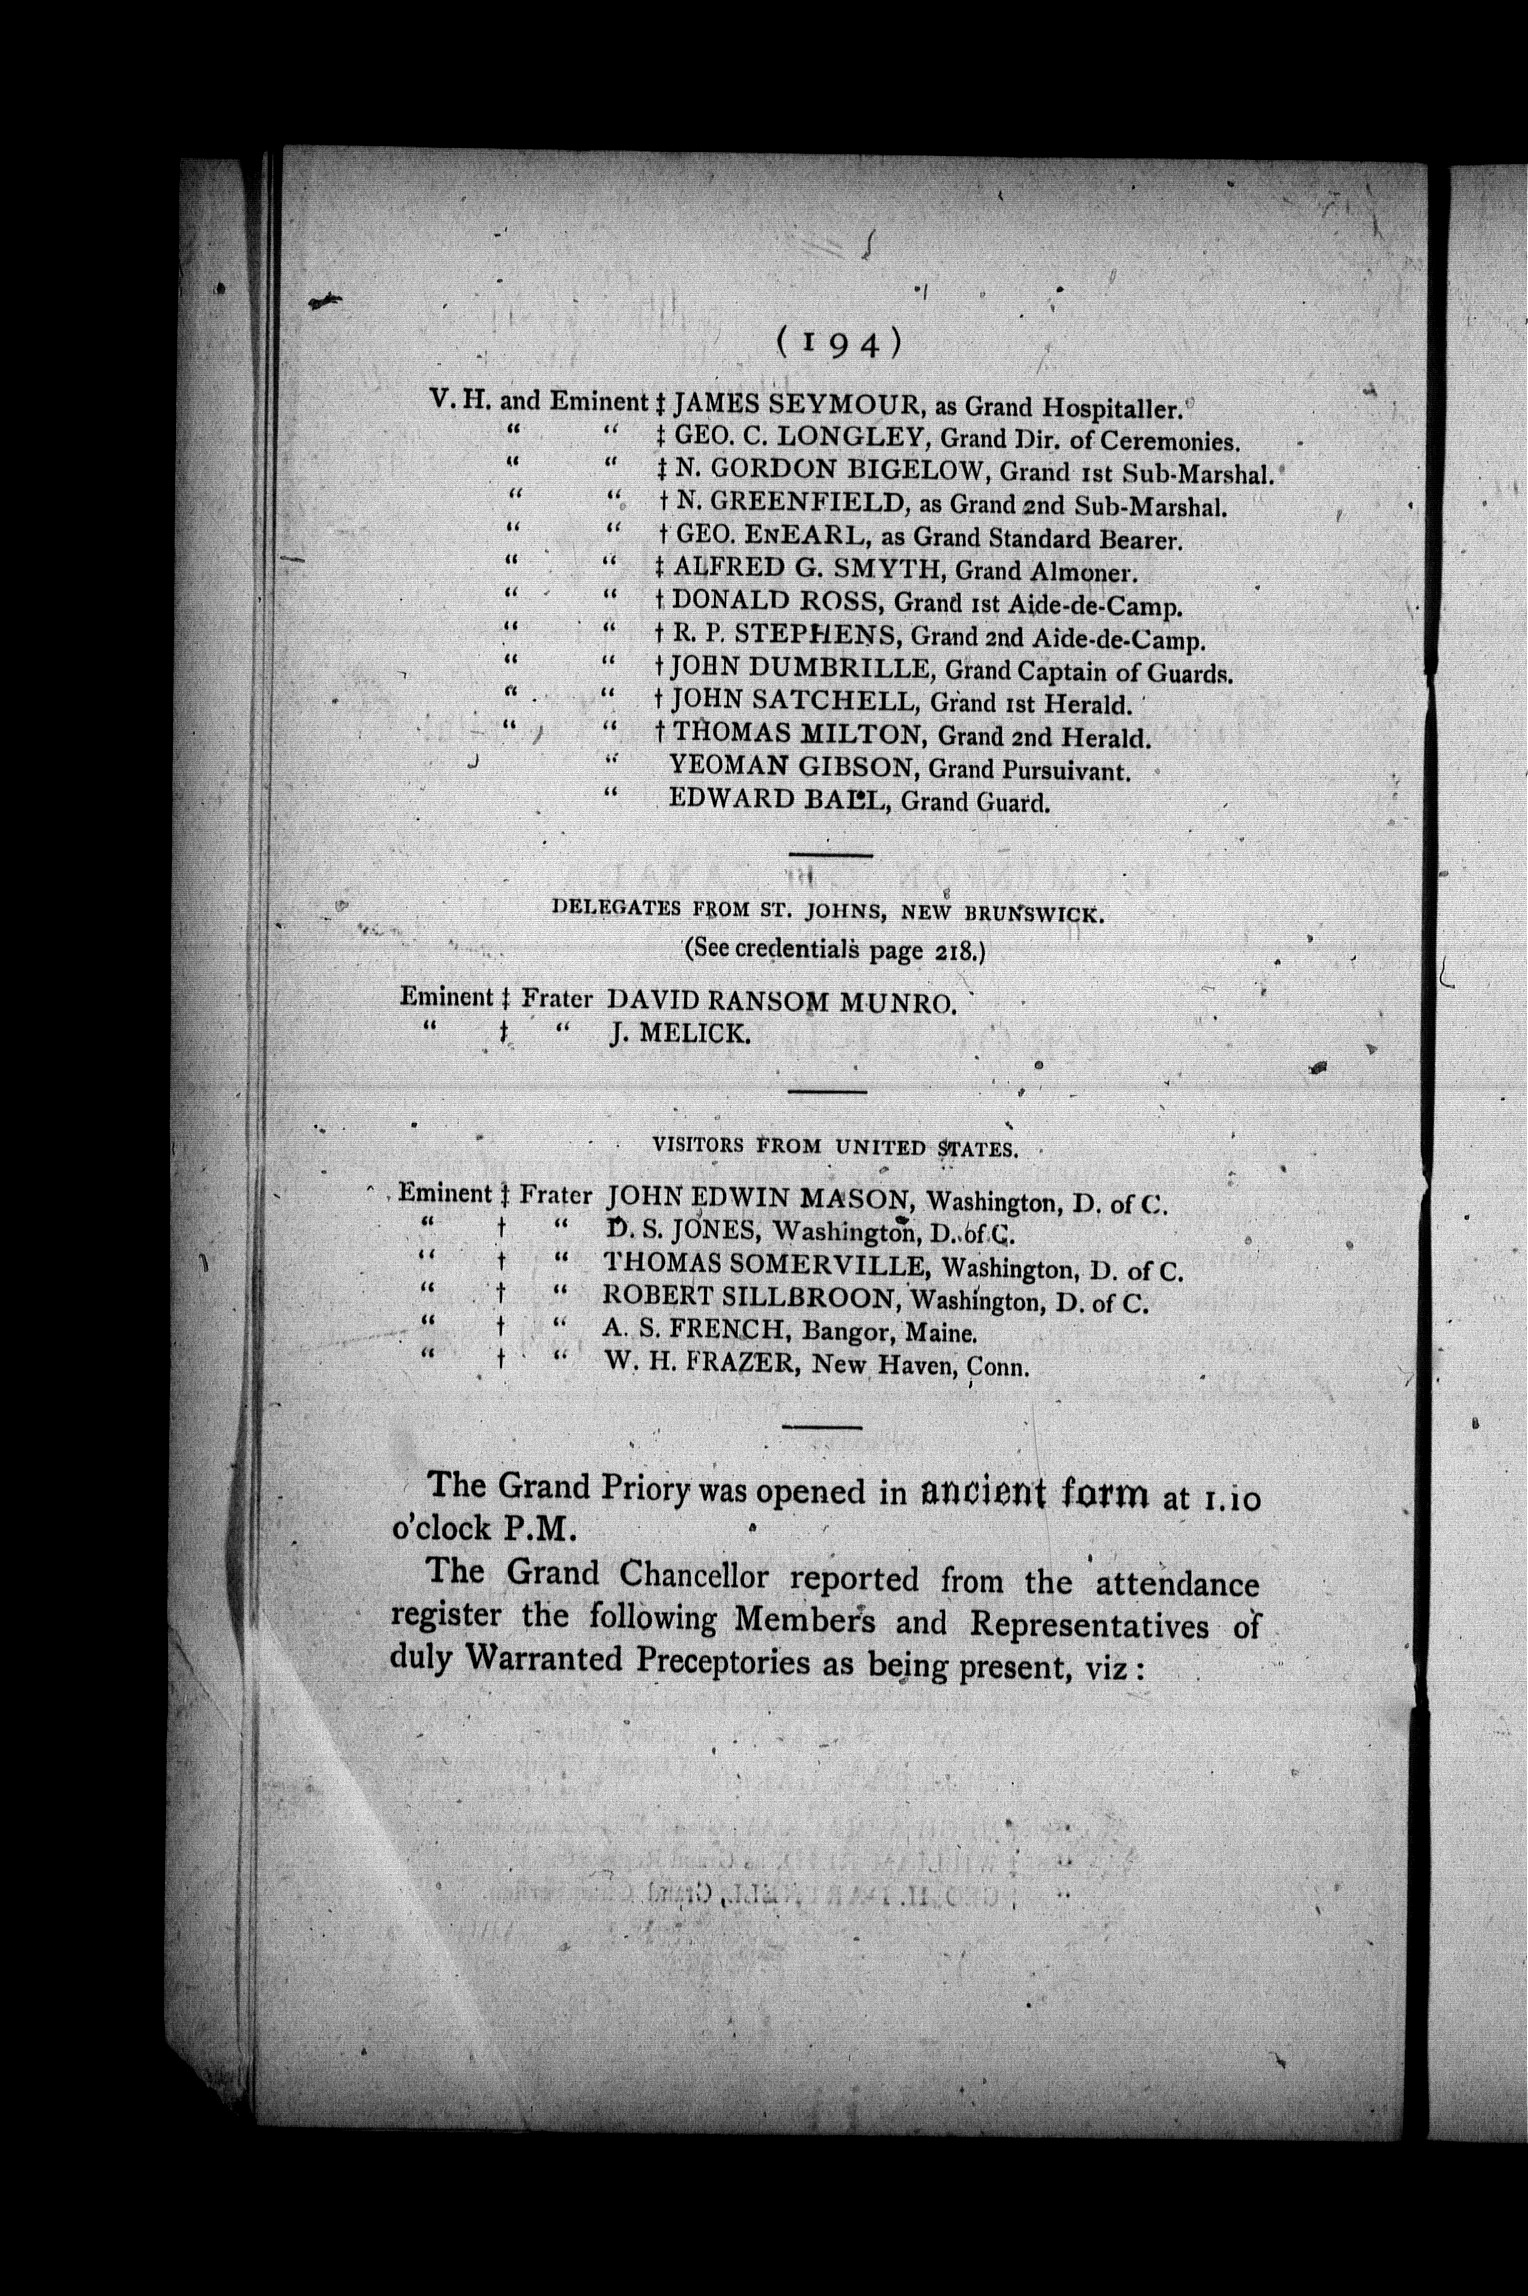 (194)
V. H. and Eminent ‡ JAMES SEYMOUR, as Grand Hospitaller.
“ “ ‡ GEO. C. LONGLEY, Grand Dir. of Ceremonies.
“ “ ‡ N. GORDON BIGELOW, Grand 1st Sub-Marshal.
“ “ † N. GREENFIELD, as Grand 2nd Sub-Marshal.
“ “ † GEO. ENEARL, as Grand Standard Bearer.
“ “ ‡ ALFRED G. SMYTH, Grand Almoner.
“ “ † DONALD ROSS, Grand 1st Aide-de-Camp.
“ “ † R. P. STEPHENS, Grand 2nd Aide-de-Camp.
“ “ † JOHN DUMBRILLE, Grand Captain of Guards.
“ “ † JOHN SATCHELL, Grand 1st Herald.
“ “ † THOMAS MILTON, Grand 2nd Herald.
“ YEOMAN GIBSON, Grand Pursuivant.
“ EDWARD BALL, Grand Guard.
DELEGATES FROM ST. JOHNS, NEW BRUNSWICK.
(See credentials page 218.)
Eminent ‡ Frater DAVID RANSOM MUNRO.
“ ‡ “ J. MELICK.
VISITORS FROM UNITED STATES.
Eminent ‡ Frater JOHN EDWIN MASON, Washington, D. of C.
“ † “ D. S. JONES, Washington, D. of C.
“ † “ THOMAS SOMERVILLE, Washington, D. of C.
“ † “ ROBERT SILLBROON, Washington, D. of C.
“ † “ A. S. FRENCH, Bangor, Maine.
“ † “ W. H. FRAZER, New Haven, Conn.
The Grand Priory was opened in ancient form at 1.10
o'clock P.M.
The Grand Chancellor reported from the attendance
register the following Members and Representatives of
duly Warranted Preceptories as being present, viz :